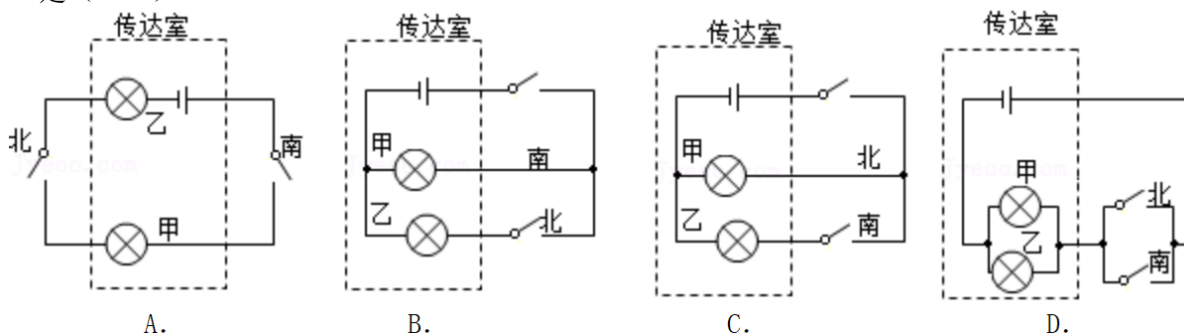 传达室 传达室 传达室 传达室
北 乙 南 甲
甲 南 乙 北
甲 北 乙 南
甲 乙 北 南
A. B. C. D.